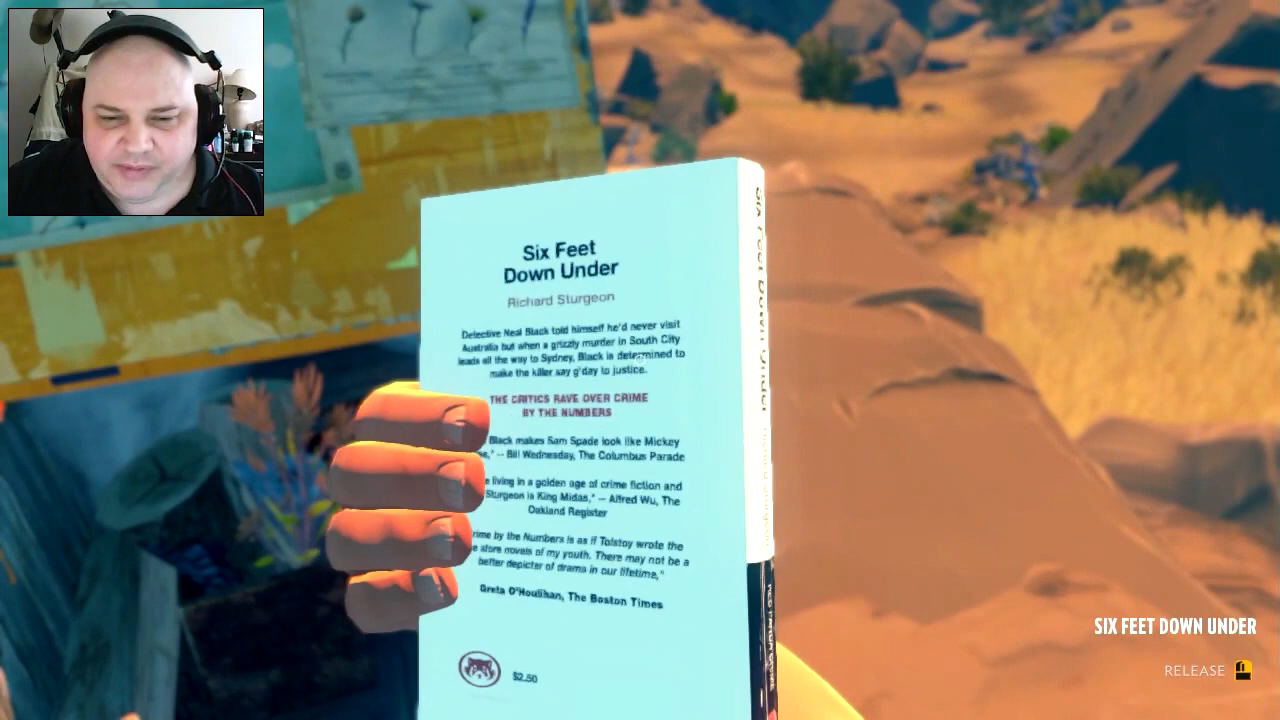 Six Feet
Down Under
Richard Sturgeon
Detective Neal Black told himself he'd never visit
Australia but when a grizzly murder in South City
leads all the way to Sydney, Black is determined to
make the killer say g'day to justice.
THE CRITICS RAVE OVER CRIME
BY THE NUMBERS
Black makes Sam Spade look like Mickey
-- Bill Wednesday, The Columbus Parade
living in a golden age of crime fiction and
Sturgeon is King Midas," -- Alfred Wu, The
Oakland Register
by the Numbers is as if Tolstoy wrote the
store novels of my youth. There may not be a
better depicter of drama in our lifetime,"
Greta O'Houlihan, The Boston Times
$2.50
Six Feet Down Under
SIX FEET DOWN UNDER
RELEASE